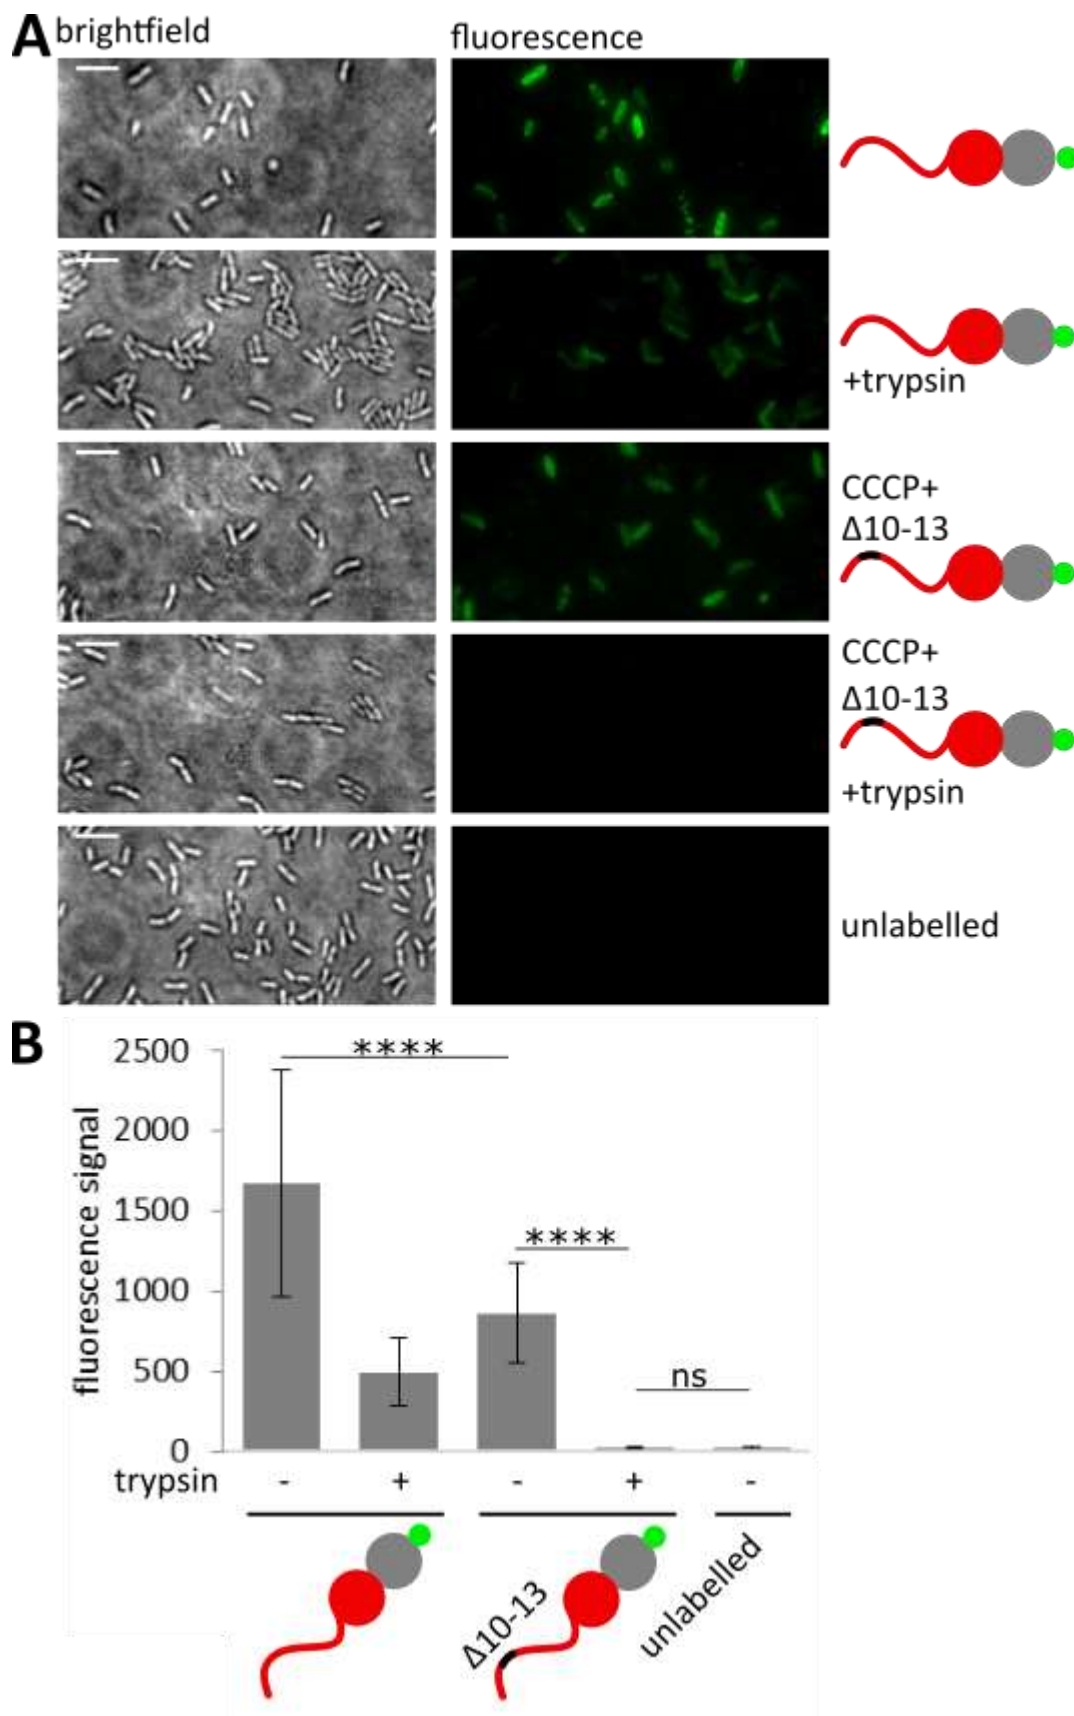 A brightfield fluorescence
+trypsin
CCCP+
Δ10-13
CCCP+
Δ10-13
+trypsin
unlabelled
B
2500
2000
1500
1000
500
0
fluorescence signal
****
****
ns
trypsin - + - + -
Δ10-13
unlabelled